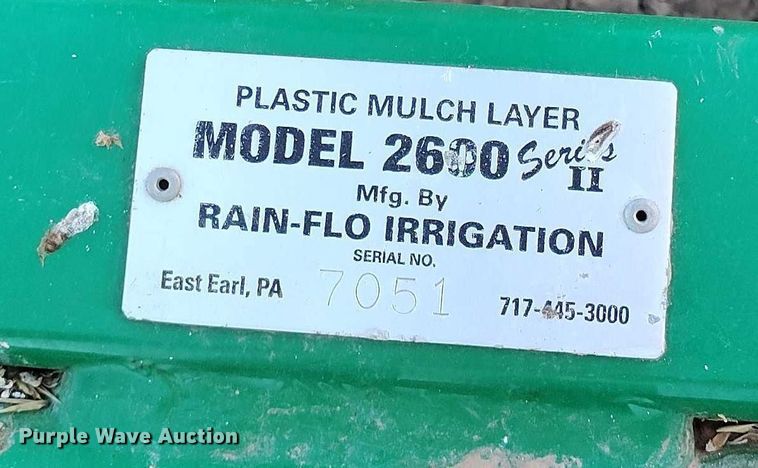 PLASTIC MULCH LAYER
MODEL 2600 Series II
Mfg. By
RAIN-FLO IRRIGATION
SERIAL NO.
East Earl, PA 7051 717-445-3000
Purple Wave Auction